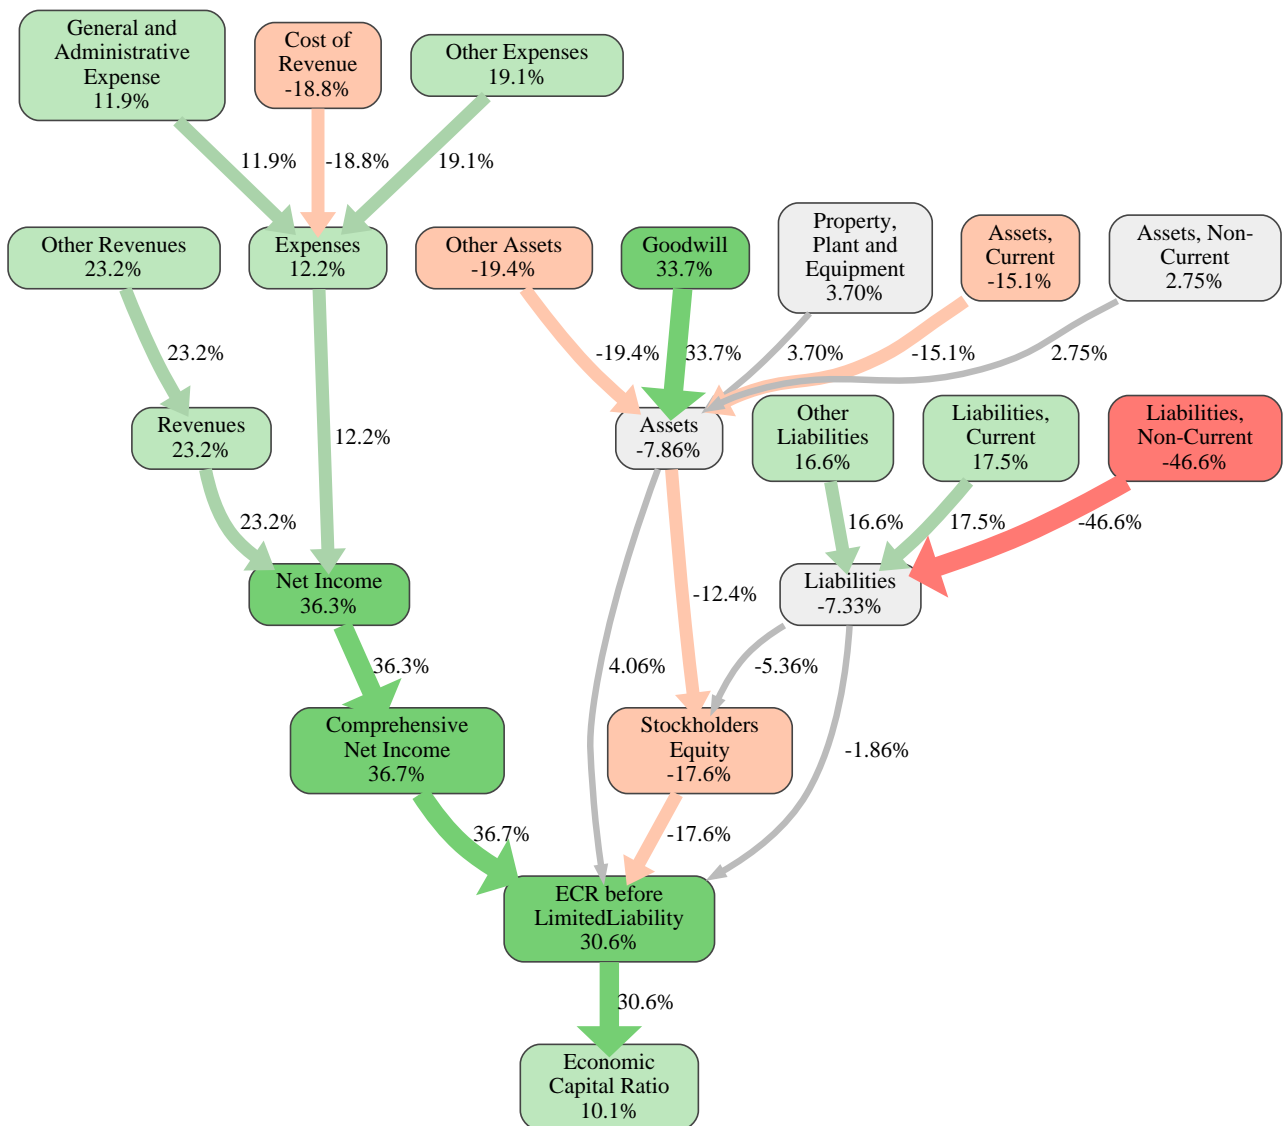 General and
Administrative
Expense
11.9%
Cost of
Revenue
-18.8%
Other Expenses
19.1%
11.9%
-18.8%
19.1%
Other Revenues
23.2%
Expenses
12.2%
Other Assets
-19.4%
Goodwill
33.7%
Property,
Plant and
Equipment
3.70%
Assets,
Current
-15.1%
Assets, Non-
Current
2.75%
23.2%
-19.4%
33.7%
3.70%
-15.1%
2.75%
Revenues
23.2%
12.2%
Assets
-7.86%
Other
Liabilities
16.6%
Liabilities,
Current
17.5%
Liabilities,
Non-Current
-46.6%
23.2%
16.6%
17.5%
-46.6%
Net Income
36.3%
-12.4%
Liabilities
-7.33%
36.3%
4.06%
-5.36%
Comprehensive
Net Income
36.7%
Stockholders
Equity
-17.6%
-1.86%
36.7%
-17.6%
ECR before
LimitedLiability
30.6%
30.6%
Economic
Capital Ratio
10.1%